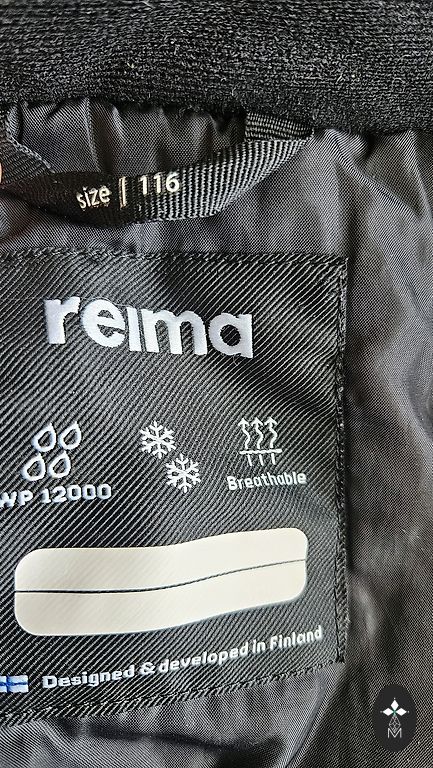 size | 116
reima
WP 12000
Breathable
Designed & developed in Finland